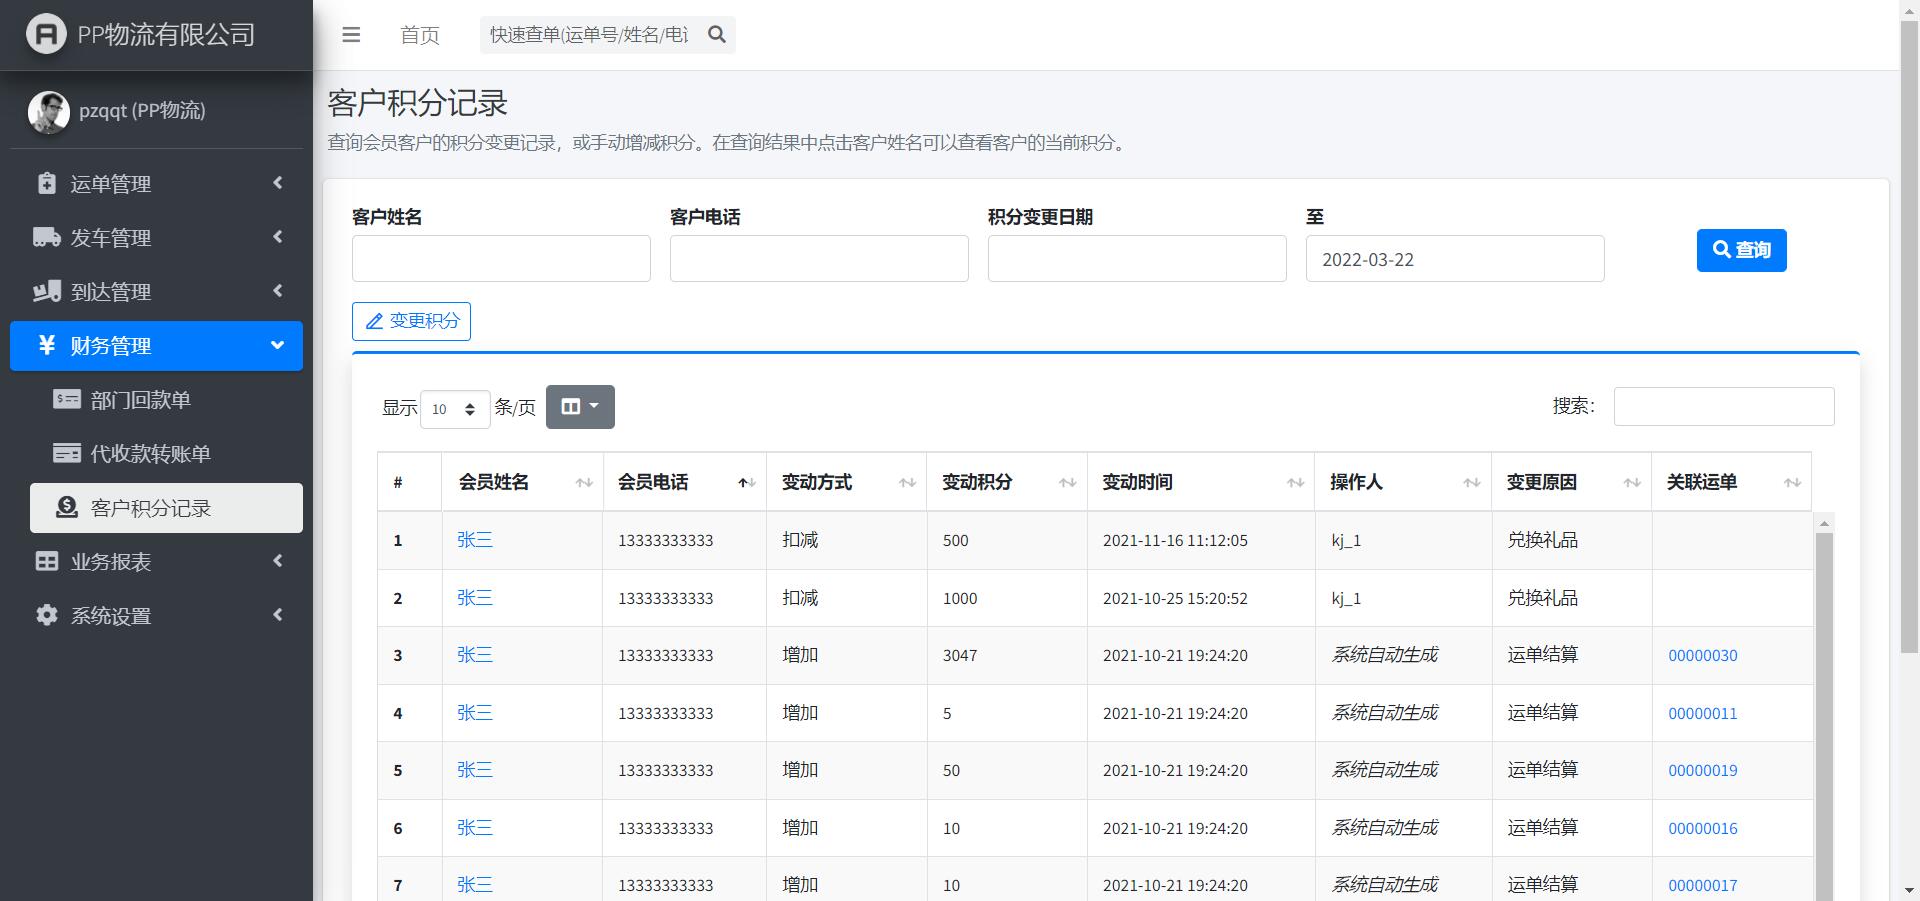 PP物流有限公司
首页
快速查单(运单号/姓名/电话
pzqqt (PP物流)
运单管理
发车管理
到达管理
财务管理
部门回款单
代收款转账单
客户积分记录
业务报表
系统设置
客户积分记录
查询会员客户的积分变更记录，或手动增减积分。在查询结果中点击客户姓名可以查看客户的当前积分。
客户姓名 客户电话 积分变更日期 至
2022-03-22
查询
变更积分
显示 10 条/页
搜索：
# 会员姓名 会员电话 变动方式 变动积分 变动时间 操作人 变更原因 关联运单
1 张三 13333333333 扣减 500 2021-11-16 11:12:05 kj_1 兑换礼品
2 张三 13333333333 扣减 1000 2021-10-25 15:20:52 kj_1 兑换礼品
3 张三 13333333333 增加 3047 2021-10-21 19:24:20 系统自动生成 运单结算 00000030
4 张三 13333333333 增加 5 2021-10-21 19:24:20 系统自动生成 运单结算 00000011
5 张三 13333333333 增加 50 2021-10-21 19:24:20 系统自动生成 运单结算 00000019
6 张三 13333333333 增加 10 2021-10-21 19:24:20 系统自动生成 运单结算 00000016
7 张三 13333333333 增加 10 2021-10-21 19:24:20 系统自动生成 运单结算 00000017